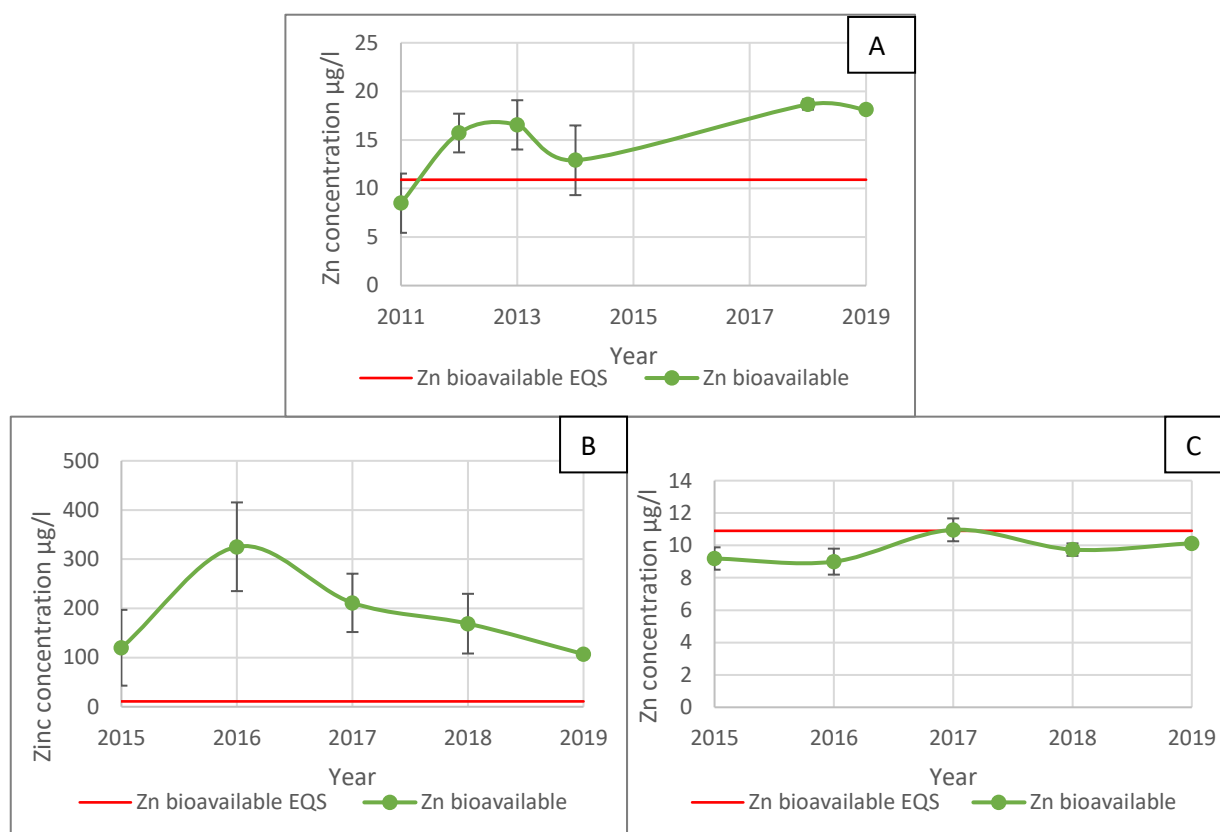 A
Zn concentration µg/l
25
20
15
10
5
0
2011 2013 2015 2017 2019
Year
Zn bioavailable EQS Zn bioavailable
B
Zinc concentration µg/l
500
400
300
200
100
0
2015 2016 2017 2018 2019
Year
Zn bioavailable EQS Zn bioavailable
C
Zn concentration µg/l
14
12
10
8
6
4
2
0
2015 2016 2017 2018 2019
Year
Zn bioavailable EQS Zn bioavailable